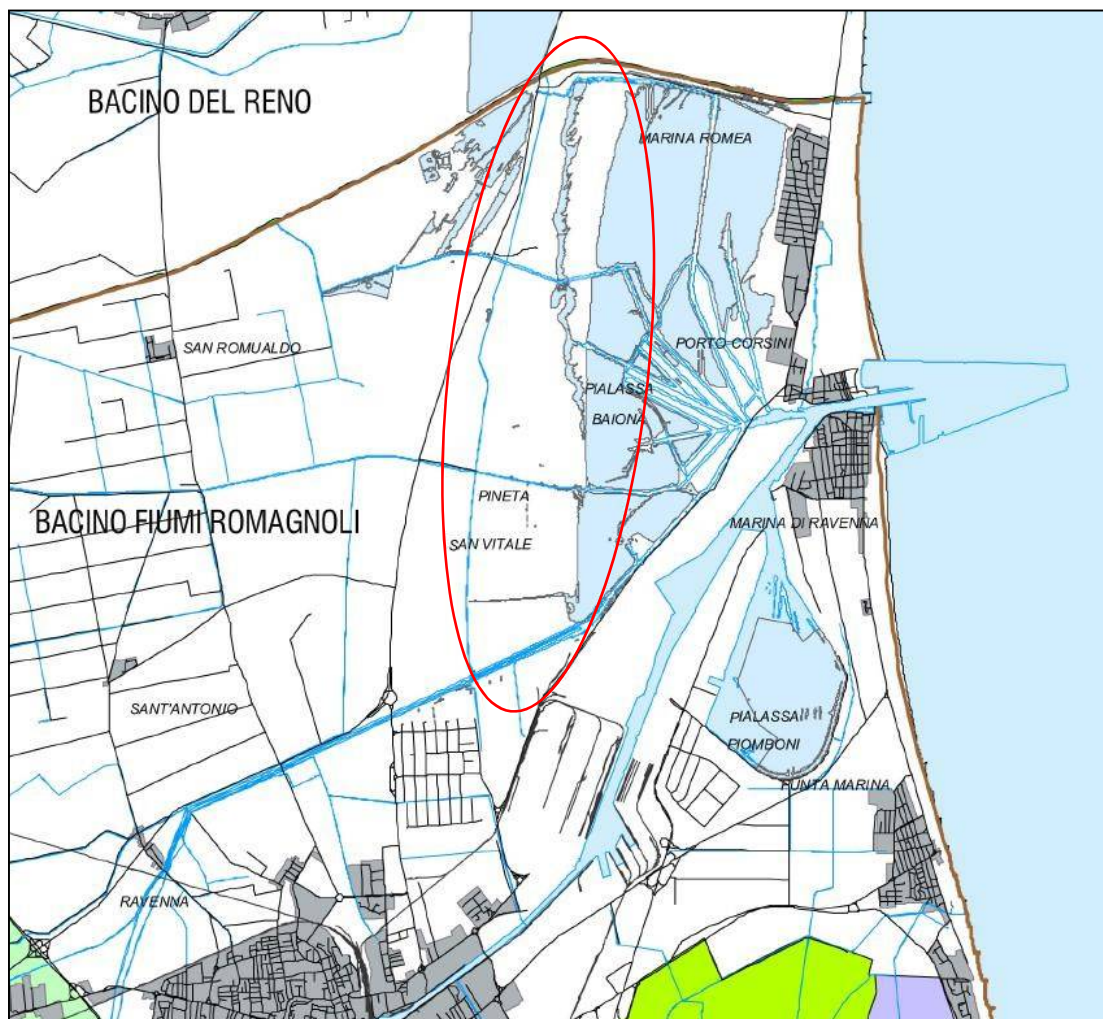 BACINO DEL RENO
MARINA ROMEA
SAN ROMUALDO
PORTO CORSINI
PIALASSA
BAIONA
PINETA
SAN VITALE
BACINO FIUMI ROMAGNOLI
MARINA DI RAVENNA
SANT'ANTONIO
PIALASSA
PIOMBONI
PUNTA MARINA
RAVENNA